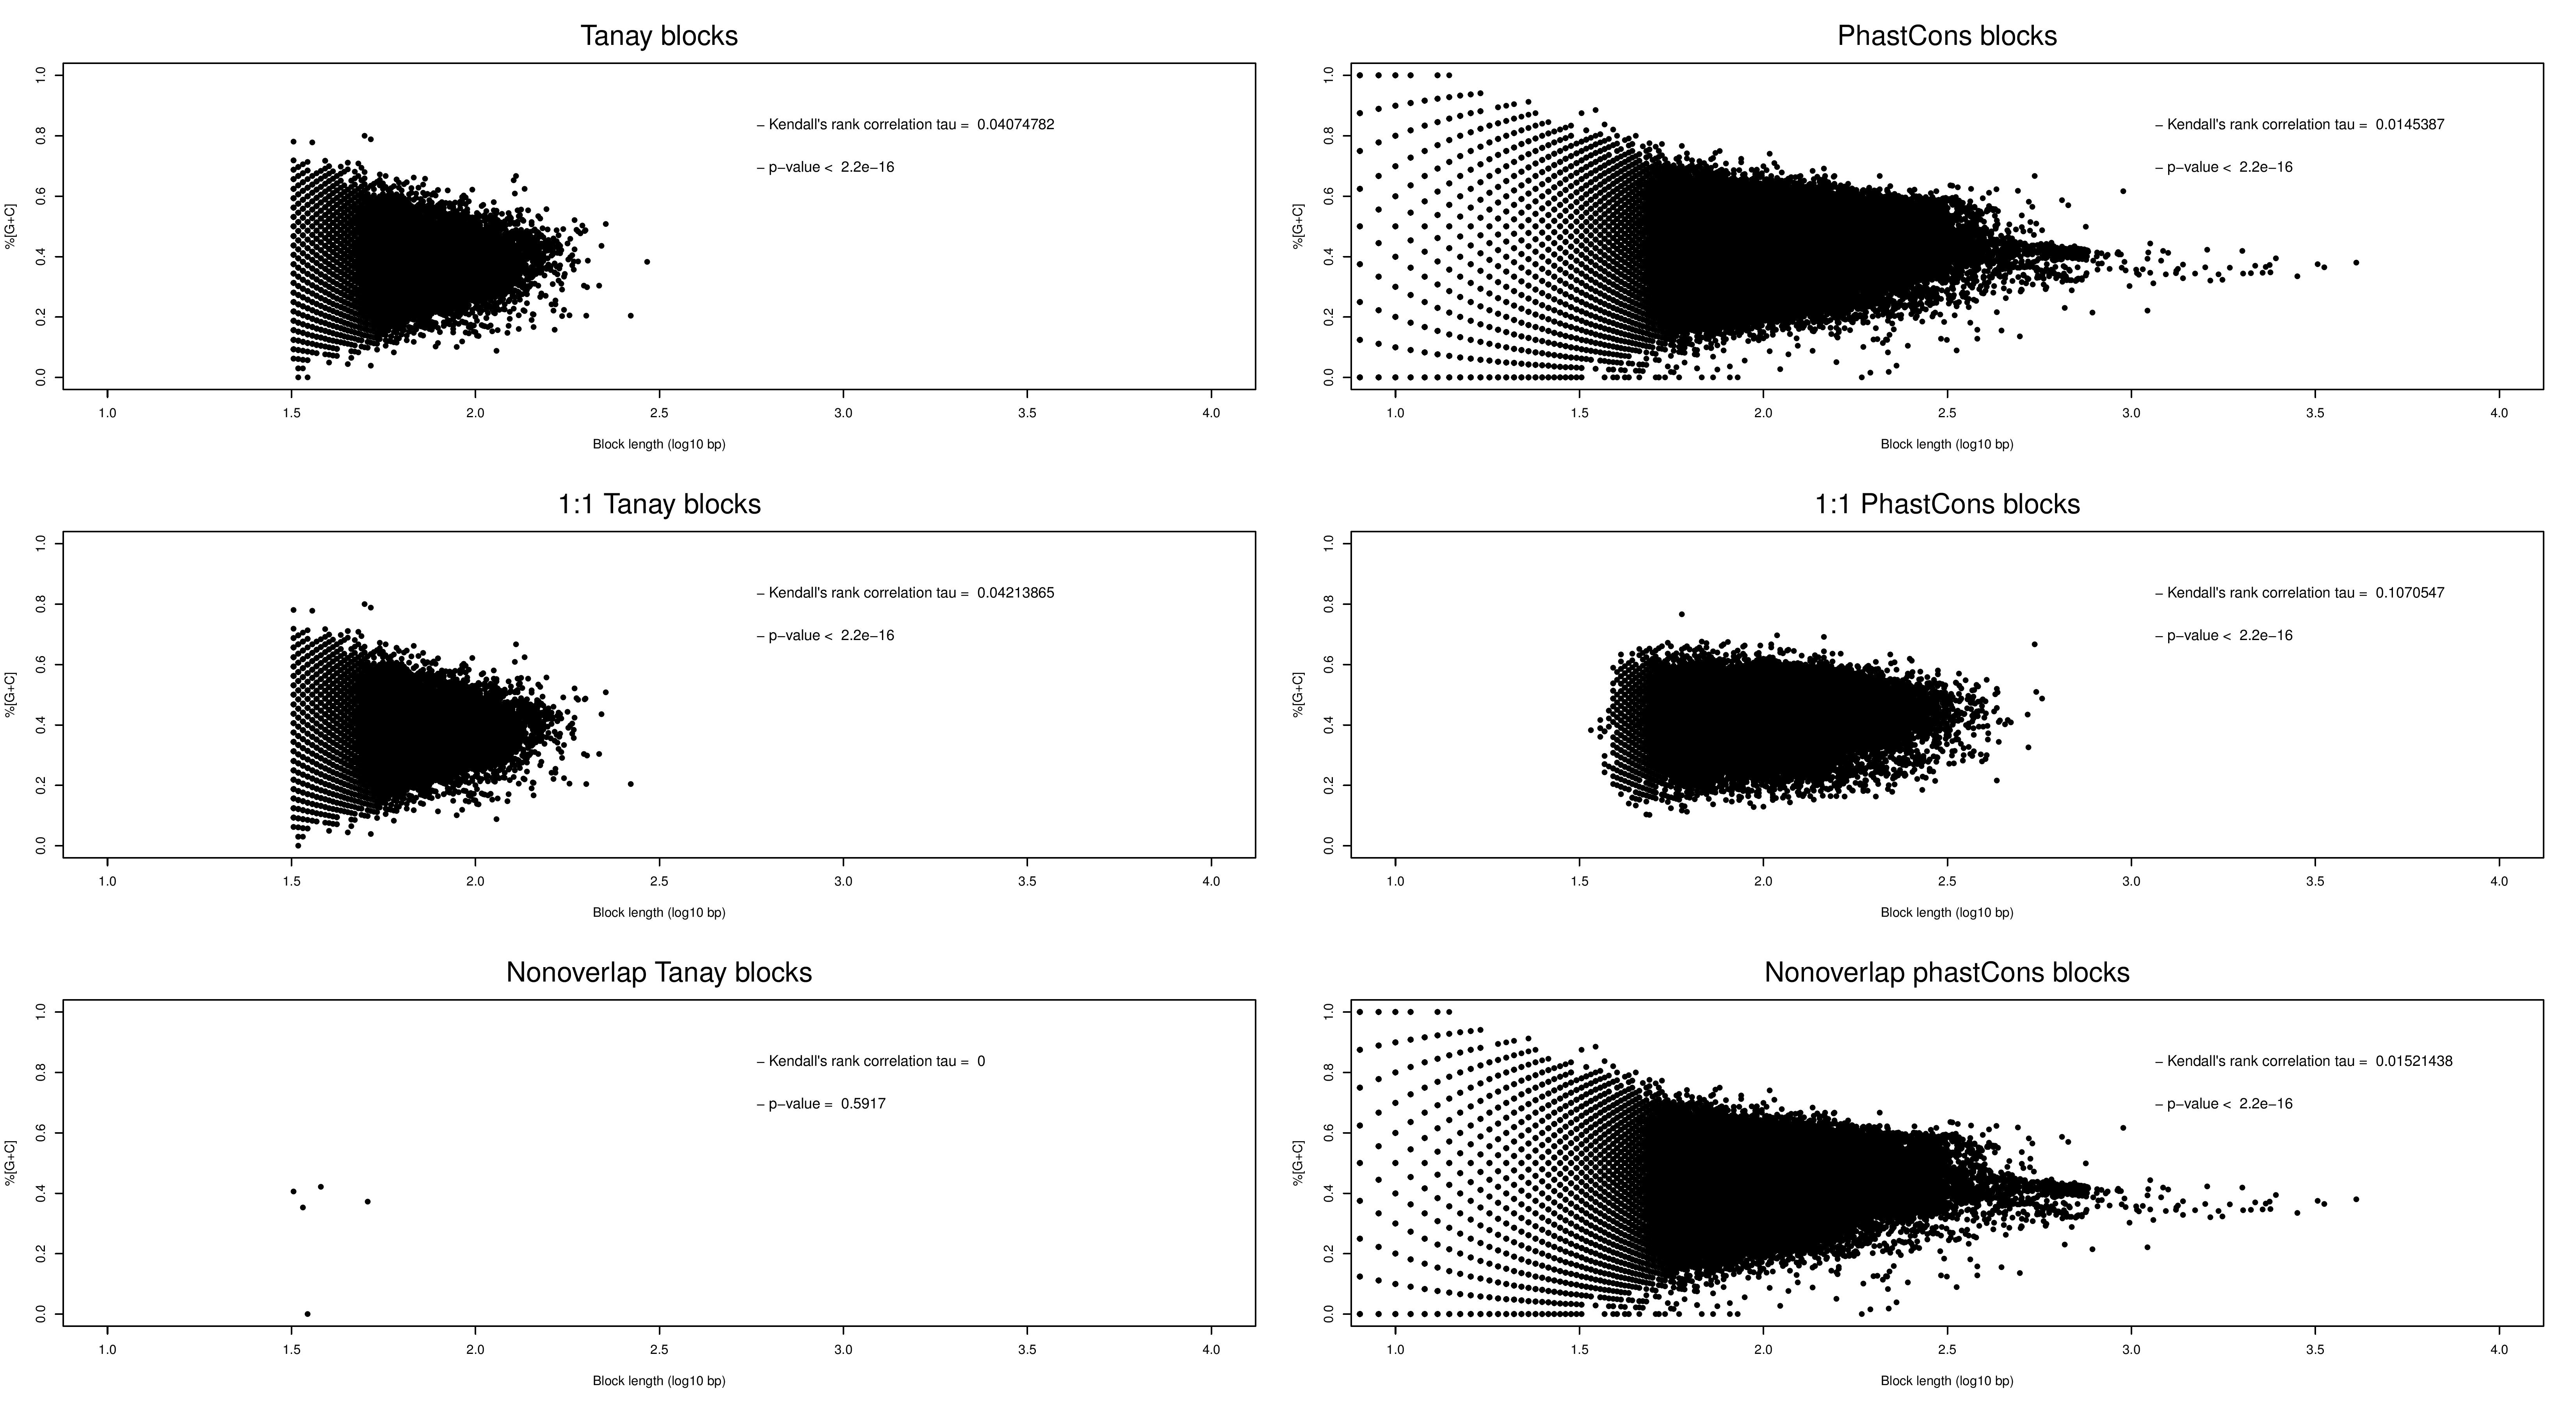 Tanay blocks
%[G+C]
1.0
0.8
0.6
0.4
0.2
0.0
– Kendall's rank correlation tau = 0.04074782
– p−value < 2.2e−16
1.0 1.5 2.0 2.5 3.0 3.5 4.0
Block length (log10 bp)
PhastCons blocks
%[G+C]
1.0
0.8
0.6
0.4
0.2
0.0
– Kendall's rank correlation tau = 0.0145387
– p−value < 2.2e−16
1.0 1.5 2.0 2.5 3.0 3.5 4.0
Block length (log10 bp)
1:1 Tanay blocks
%[G+C]
1.0
0.8
0.6
0.4
0.2
0.0
– Kendall's rank correlation tau = 0.04213865
– p−value < 2.2e−16
1.0 1.5 2.0 2.5 3.0 3.5 4.0
Block length (log10 bp)
1:1 PhastCons blocks
%[G+C]
1.0
0.8
0.6
0.4
0.2
0.0
– Kendall's rank correlation tau = 0.1070547
– p−value < 2.2e−16
1.0 1.5 2.0 2.5 3.0 3.5 4.0
Block length (log10 bp)
Nonoverlap Tanay blocks
%[G+C]
1.0
0.8
0.6
0.4
0.2
0.0
– Kendall's rank correlation tau = 0
– p−value = 0.5917
1.0 1.5 2.0 2.5 3.0 3.5 4.0
Block length (log10 bp)
Nonoverlap phastCons blocks
%[G+C]
1.0
0.8
0.6
0.4
0.2
0.0
– Kendall's rank correlation tau = 0.01521438
– p−value < 2.2e−16
1.0 1.5 2.0 2.5 3.0 3.5 4.0
Block length (log10 bp)